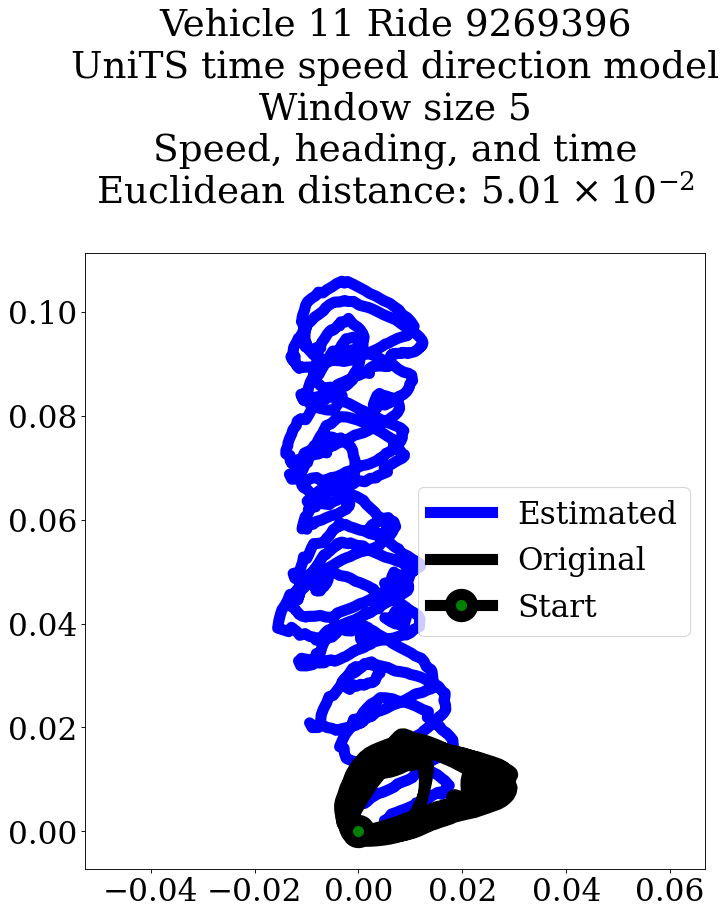 Vehicle 11 Ride 9269396
UniTS time speed direction model
Window size 5
Speed, heading, and time
Euclidean distance: 5.01 × 10⁻²
0.10
0.08
0.06
0.04
0.02
0.00
Estimated
Original
Start
−0.04 −0.02 0.00 0.02 0.04 0.06